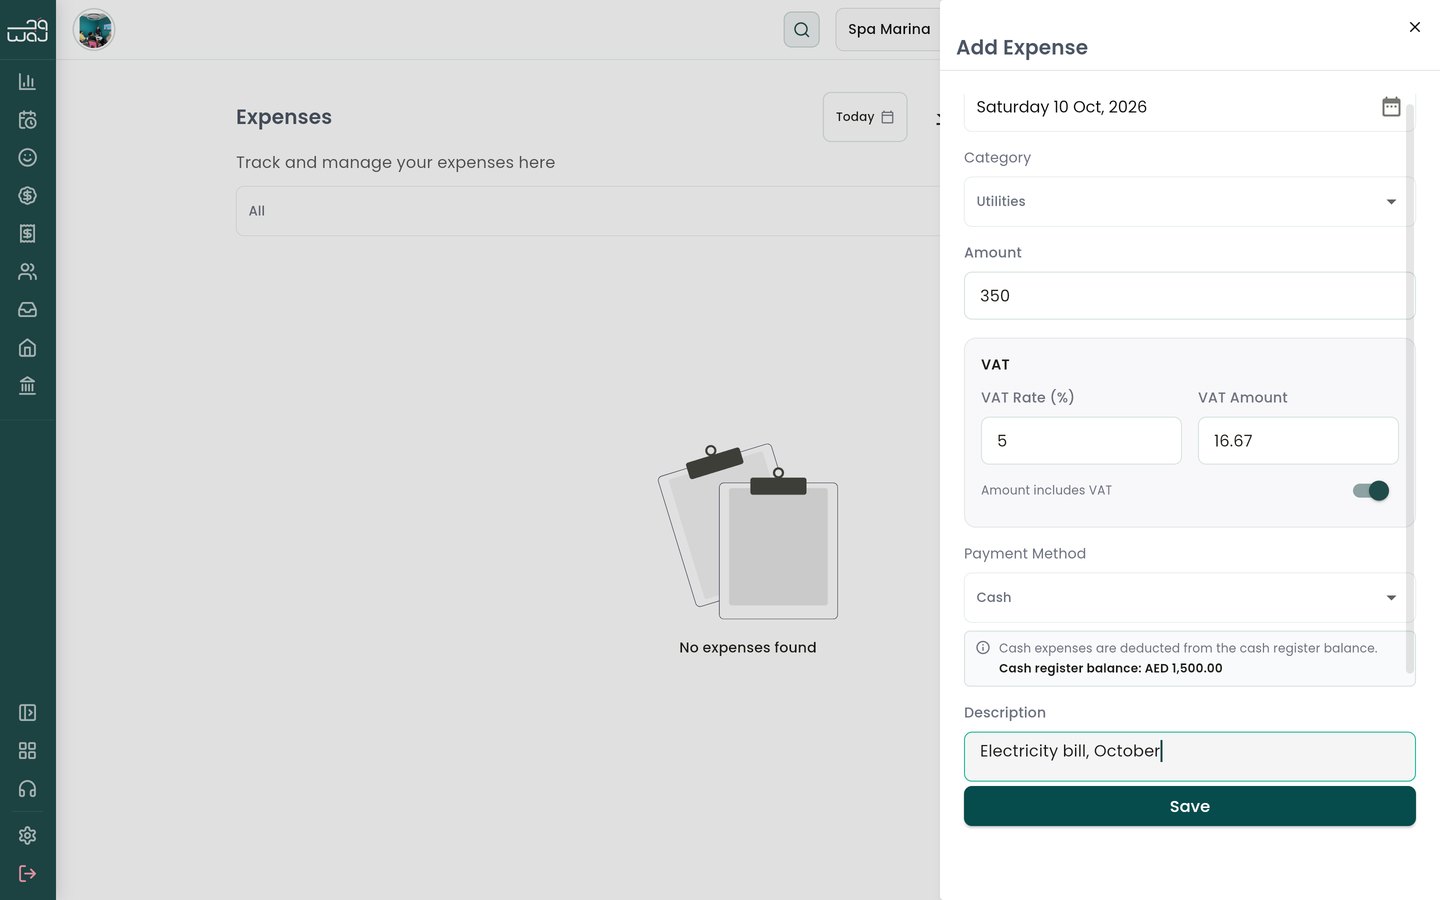 Spa Marina
Add Expense
Expenses
Today
Track and manage your expenses here
All
No expenses found
Saturday 10 Oct, 2026
Category
Utilities
Amount
350
VAT
VAT Rate (%)
VAT Amount
5
16.67
Amount includes VAT
Payment Method
Cash
Cash expenses are deducted from the cash register balance.
Cash register balance: AED 1,500.00
Description
Electricity bill, October
Save